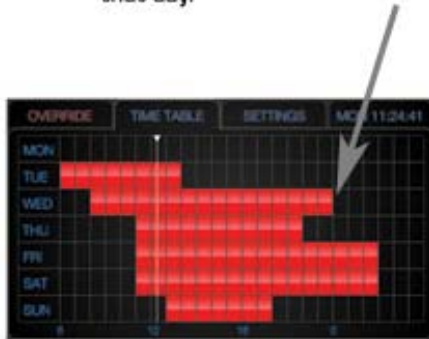 that day.
OVERRIDE TIME TABLE SETTINGS MON 11:24:41
MON
TUE
WED
THU
FRI
SAT
SUN
6 12 18 0